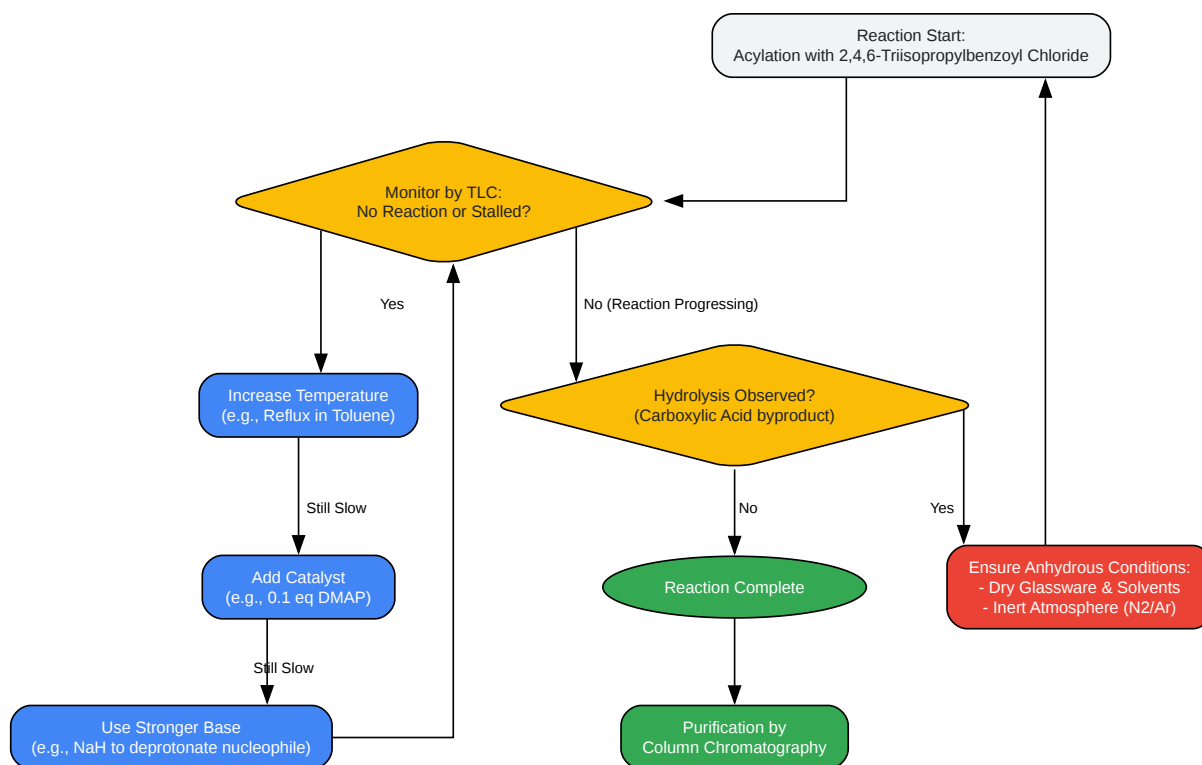 Reaction Start:
Acylation with 2,4,6-Triisopropylbenzoyl Chloride
Monitor by TLC:
No Reaction or Stalled?
Yes
No (Reaction Progressing)
Increase Temperature
(e.g., Reflux in Toluene)
Hydrolysis Observed?
(Carboxylic Acid byproduct)
Still Slow
No
Yes
Add Catalyst
(e.g., 0.1 eq DMAP)
Reaction Complete
Ensure Anhydrous Conditions:
- Dry Glassware & Solvents
- Inert Atmosphere (N2/Ar)
Still Slow
Use Stronger Base
(e.g., NaH to deprotonate nucleophile)
Purification by
Column Chromatography